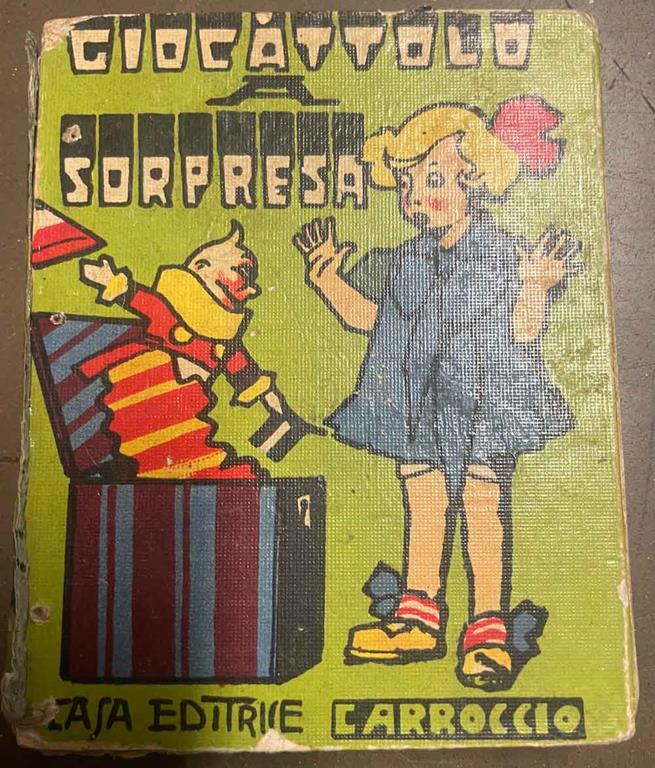 GIOCATTOLO
A
SORPRESA
CASA EDITRICE CARROCCIO